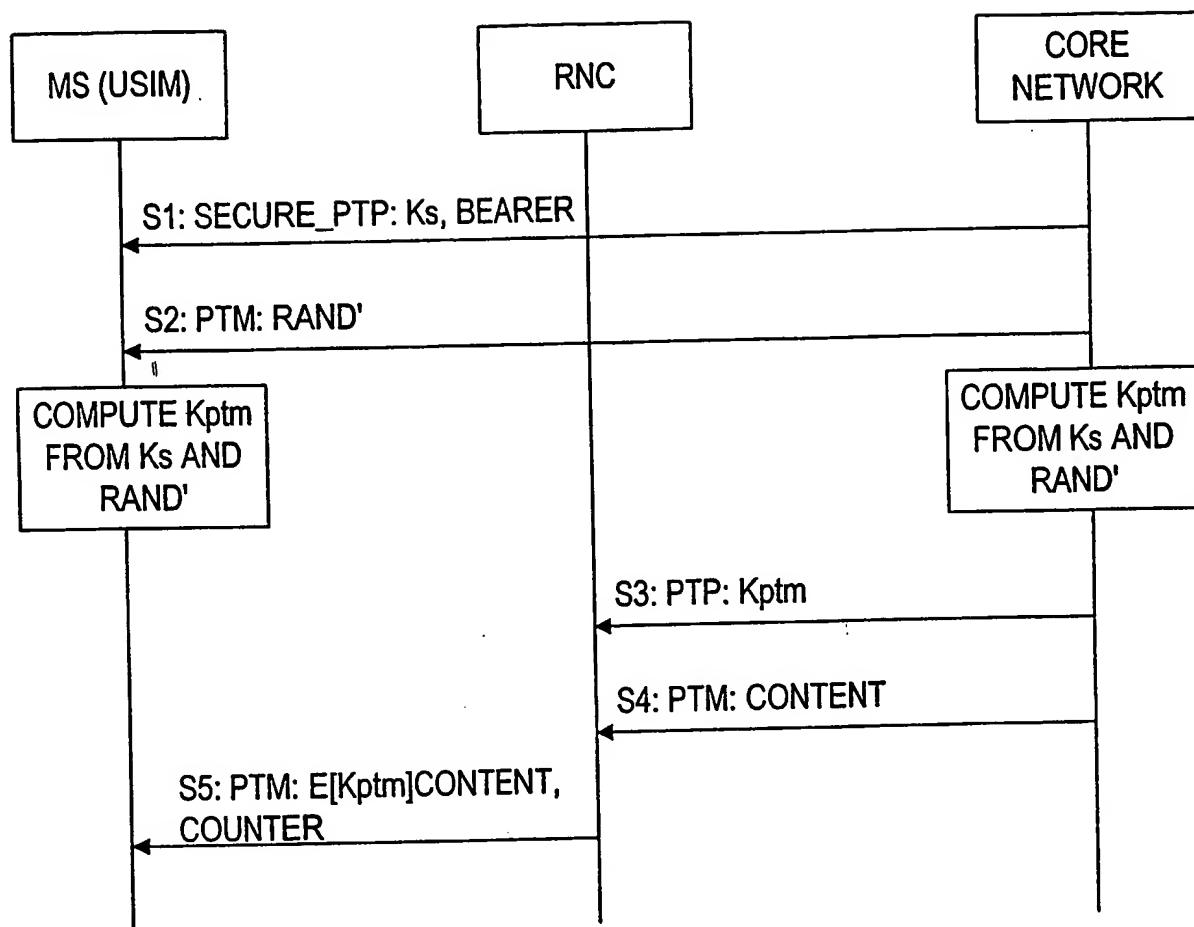 MS (USIM)
RNC
CORE
NETWORK
S1: SECURE_PTP: Ks, BEARER
S2: PTM: RAND'
COMPUTE Kptm
FROM Ks AND
RAND'
COMPUTE Kptm
FROM Ks AND
RAND'
S3: PTP: Kptm
S4: PTM: CONTENT
S5: PTM: E[Kptm]CONTENT,
COUNTER